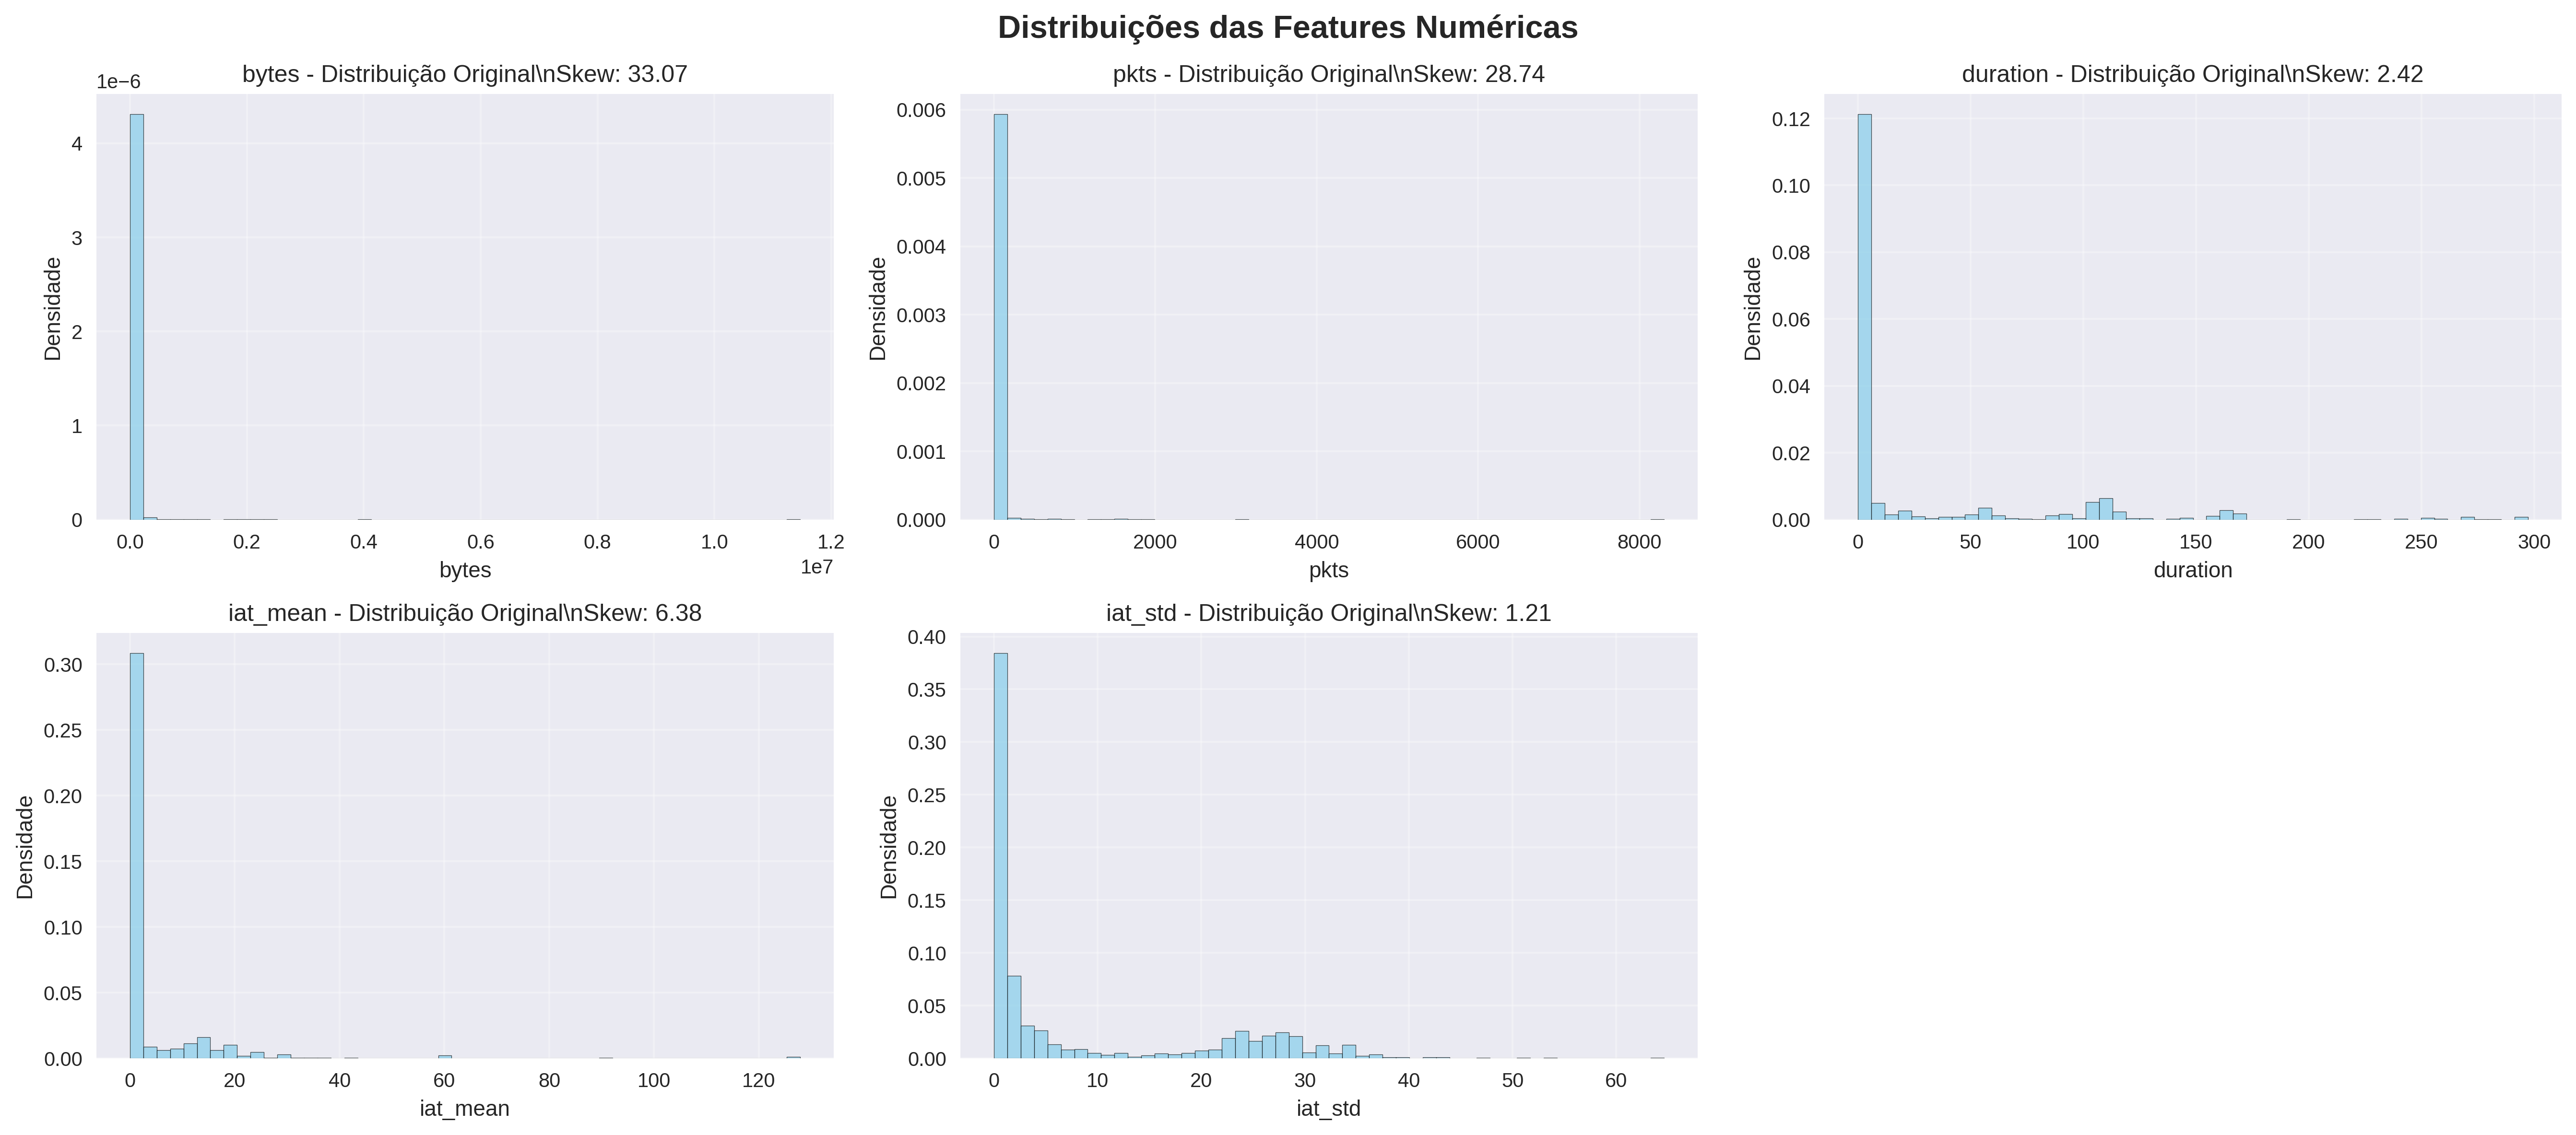 Distribuições das Features Numéricas
bytes - Distribuição Original\nSkew: 33.07
1e−6
4
3
2
1
0
Densidade
0.0 0.2 0.4 0.6 0.8 1.0 1.2
1e7
bytes
pkts - Distribuição Original\nSkew: 28.74
0.006
0.005
0.004
0.003
0.002
0.001
0.000
Densidade
0 2000 4000 6000 8000
pkts
duration - Distribuição Original\nSkew: 2.42
0.12
0.10
0.08
0.06
0.04
0.02
0.00
Densidade
0 50 100 150 200 250 300
duration
iat_mean - Distribuição Original\nSkew: 6.38
0.30
0.25
0.20
0.15
0.10
0.05
0.00
Densidade
0 20 40 60 80 100 120
iat_mean
iat_std - Distribuição Original\nSkew: 1.21
0.40
0.35
0.30
0.25
0.20
0.15
0.10
0.05
0.00
Densidade
0 10 20 30 40 50 60
iat_std